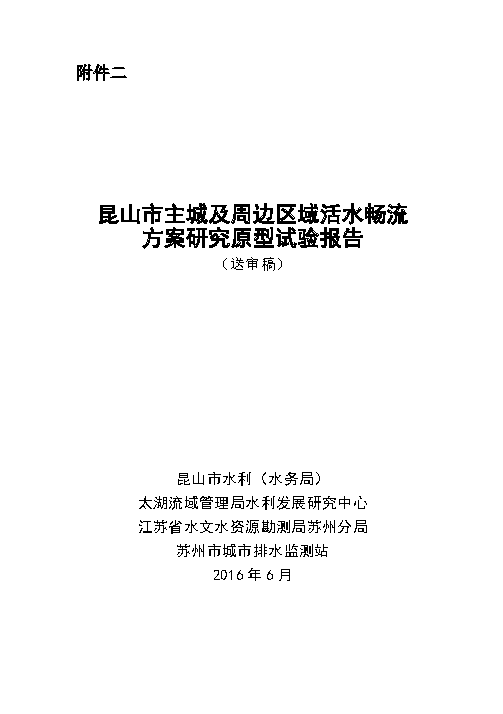 附件二
昆山市主城及周边区域活水畅流
方案研究原型试验报告
（送审稿）
昆山市水利（水务局）
太湖流域管理局水利发展研究中心
江苏省水文水资源勘测局苏州分局
苏州市城市排水监测站
2016年6月